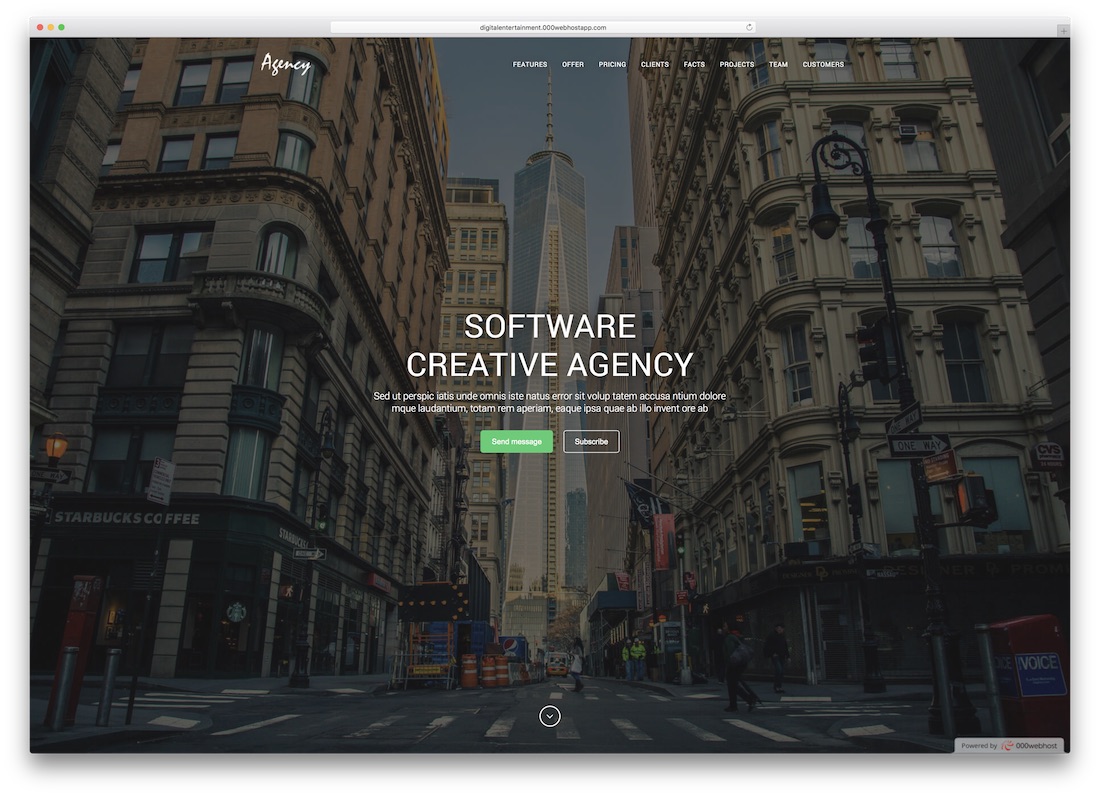 digitalentertainment.000webhostapp.com
Agency
FEATURES OFFER PRICING CLIENTS FACTS PROJECTS TEAM CUSTOMERS
SOFTWARE
CREATIVE AGENCY
Sed ut perspic iatis unde omnis iste natus error sit volup tatem accusa ntium dolore
mque laudantium, totam rem aperiam, eaque ipsa quae ab illo invent ore ab
Send message
Subscribe
ONE WAY
CVS
STARBUCKS COFFEE
STARBUCKS
VOICE
Powered by 000webhost